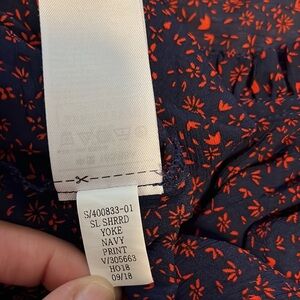 S/400833-01
SL SHRRD
YOKE
NAVY
PRINT
V/305663
HO18
09/18